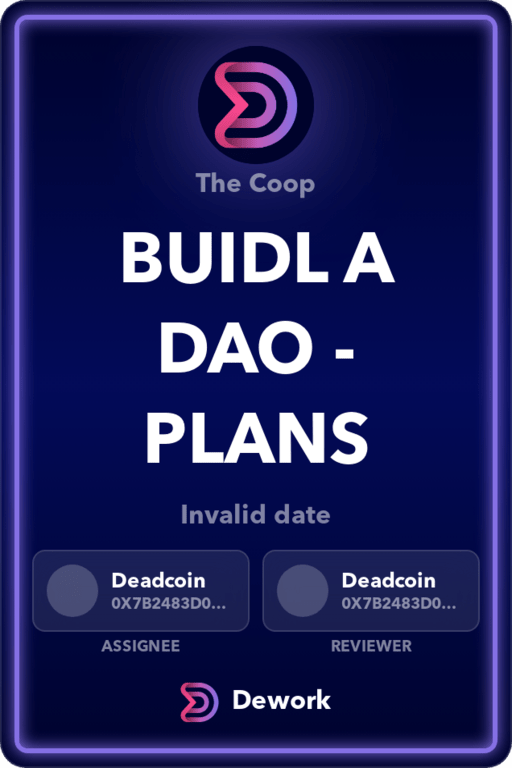 The Coop
BUIDL A
DAO -
PLANS
Invalid date
Deadcoin
0X7B2483D0...
Deadcoin
0X7B2483D0...
ASSIGNEE
REVIEWER
Dework